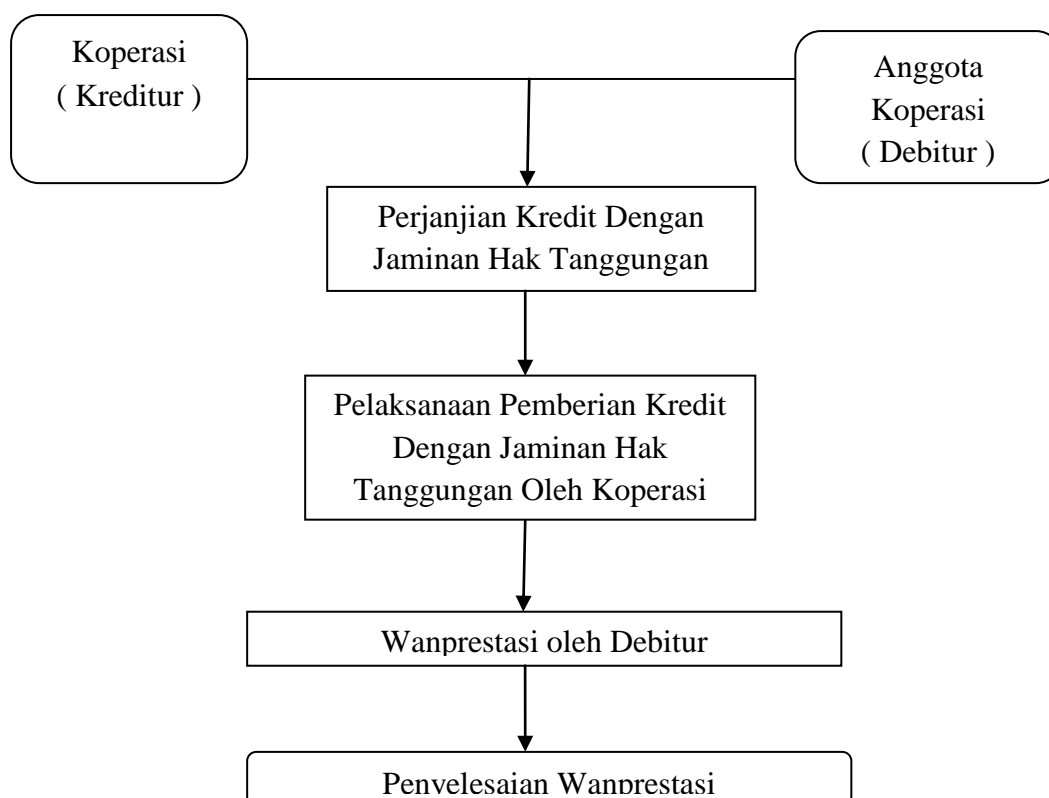 Koperasi
( Kreditur )
Anggota
Koperasi
( Debitur )
Perjanjian Kredit Dengan
Jaminan Hak Tanggungan
Pelaksanaan Pemberian Kredit
Dengan Jaminan Hak
Tanggungan Oleh Koperasi
Wanprestasi oleh Debitur
Penyelesaian Wanprestasi